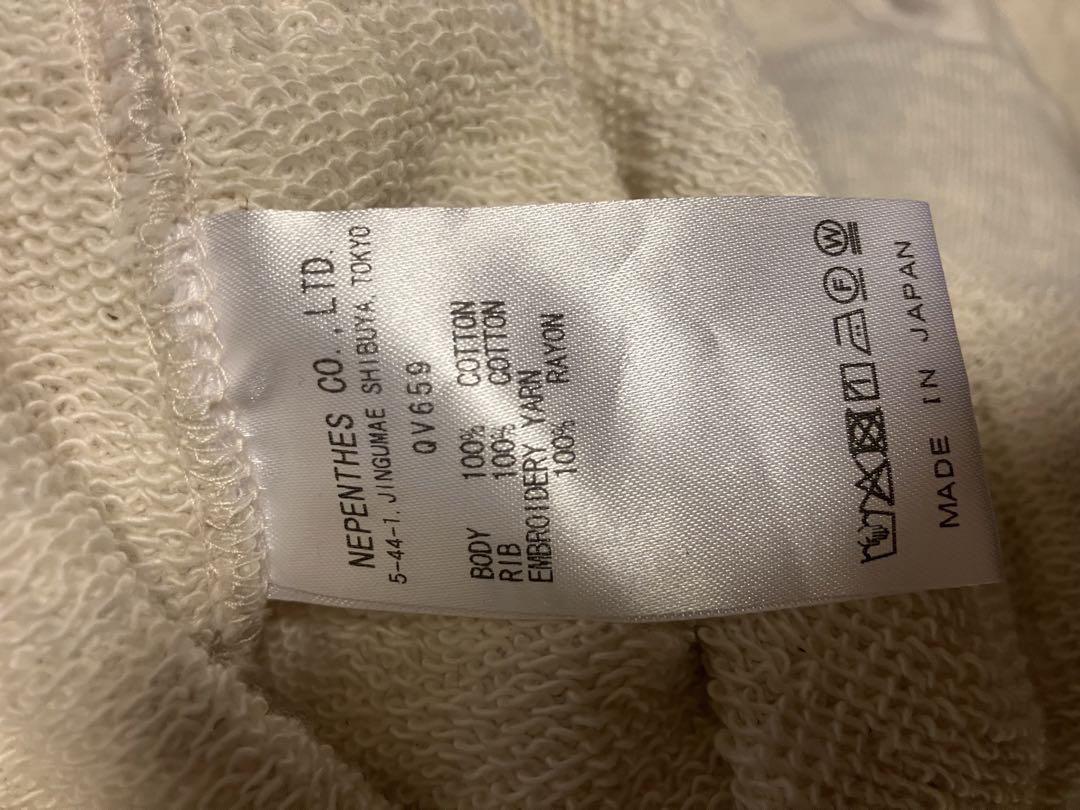 NEPENTHES CO.,LTD.
5-44-1,JINGUMAE SHIBUYA,TOKYO
QV659
BODY 100% COTTON
RIB 100% COTTON
EMBROIDERY YARN
100% RAYON
F W
MADE IN JAPAN